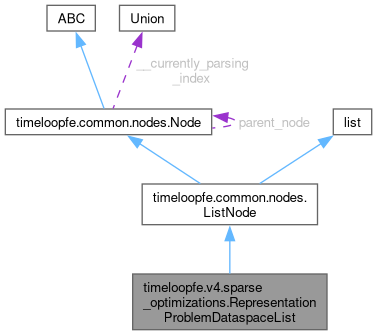 ABC
Union
__currently_parsing
_index
timeloopfe.common.nodes.Node
parent_node
list
timeloopfe.common.nodes.
ListNode
timeloopfe.v4.sparse
_optimizations.Representation
ProblemDataspaceList